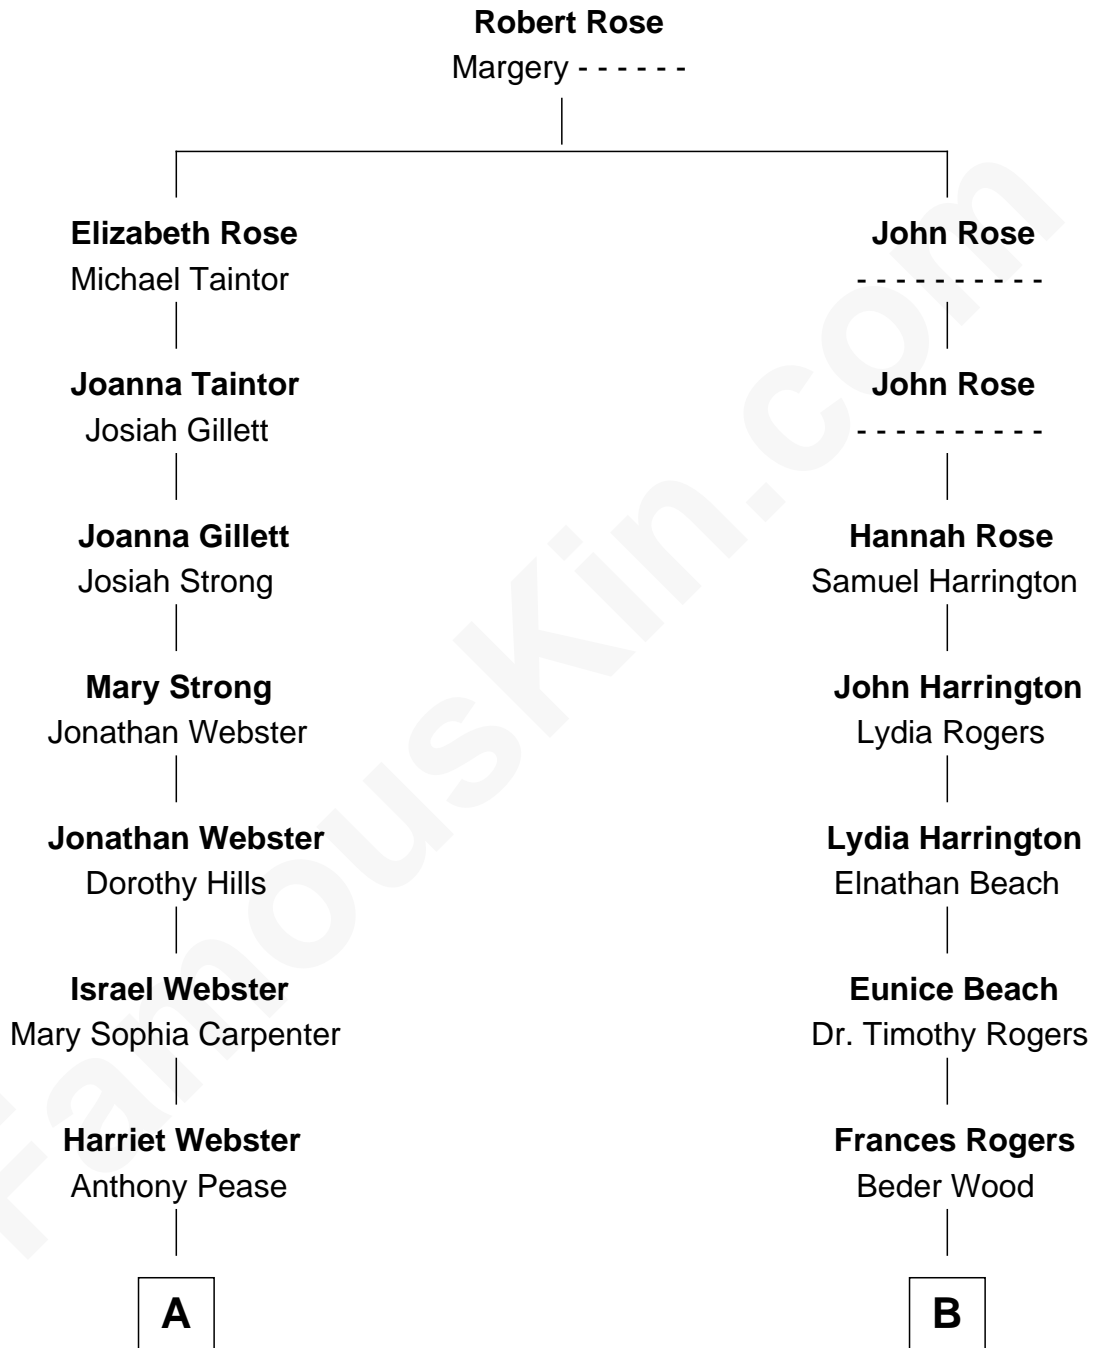 Robert Rose
Margery - - - - - -
Elizabeth Rose
Michael Taintor
John Rose
- - - - - - - - - -
Joanna Taintor
Josiah Gillett
John Rose
- - - - - - - - - -
Joanna Gillett
Josiah Strong
Hannah Rose
Samuel Harrington
Mary Strong
Jonathan Webster
John Harrington
Lydia Rogers
Jonathan Webster
Dorothy Hills
Lydia Harrington
Elnathan Beach
Israel Webster
Mary Sophia Carpenter
Eunice Beach
Dr. Timothy Rogers
Harriet Webster
Anthony Pease
Frances Rogers
Beder Wood
A
B
FamousKin.com